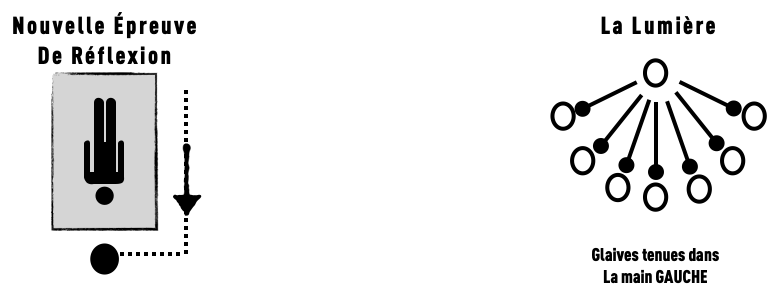 Nouvelle Épreuve
De Réflexion
La Lumière
Glaives tenues dans
La main GAUCHE